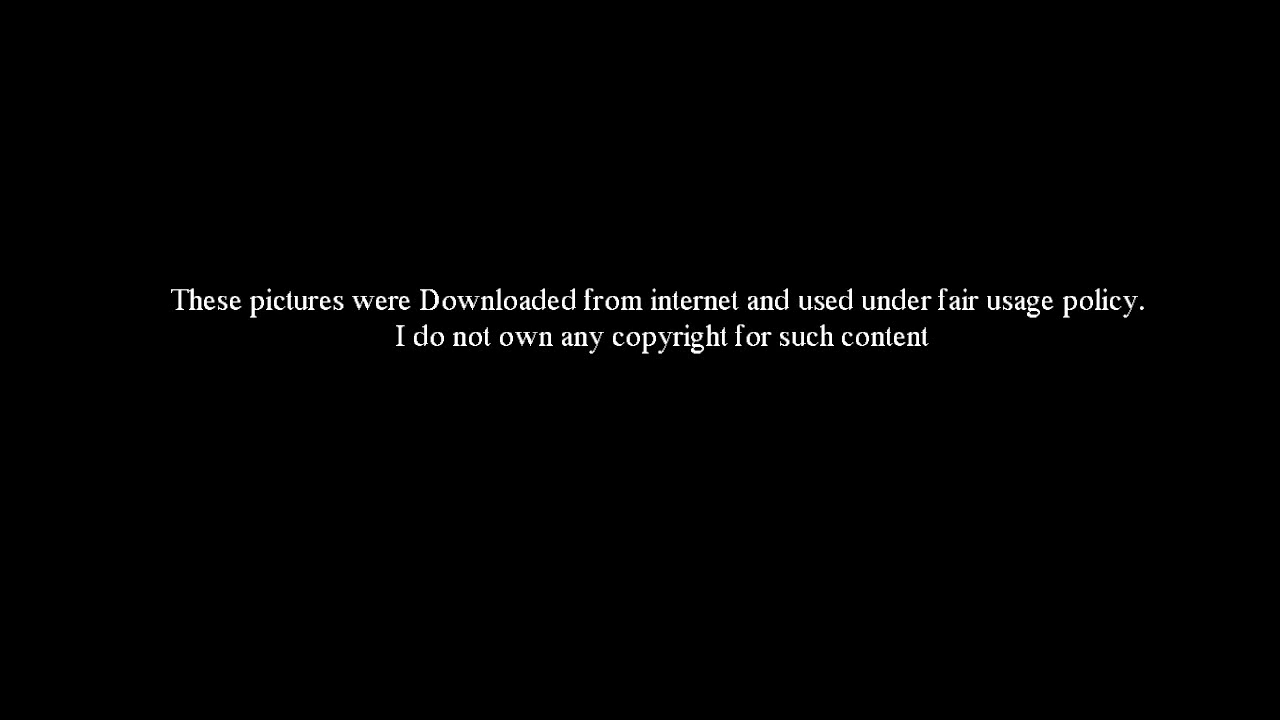 These pictures were Downloaded from internet and used under fair usage policy.
I do not own any copyright for such content